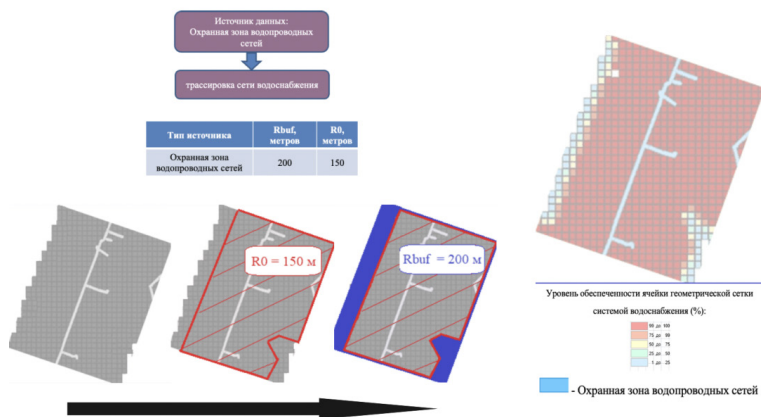 Источник данных:
Охранная зона водопроводных
сетей
трассировка сети водоснабжения
Тип источника
Rbuf,
метров
R0,
метров
Охранная зона
водопроводных сетей
200
150
R0 = 150 м
Rbuf = 200 м
Уровень обеспеченности ячейки геометрической сетки
системой водоснабжения (%):
90 до 100
75 до 90
50 до 75
25 до 50
1 до 25
- Охранная зона водопроводных сетей